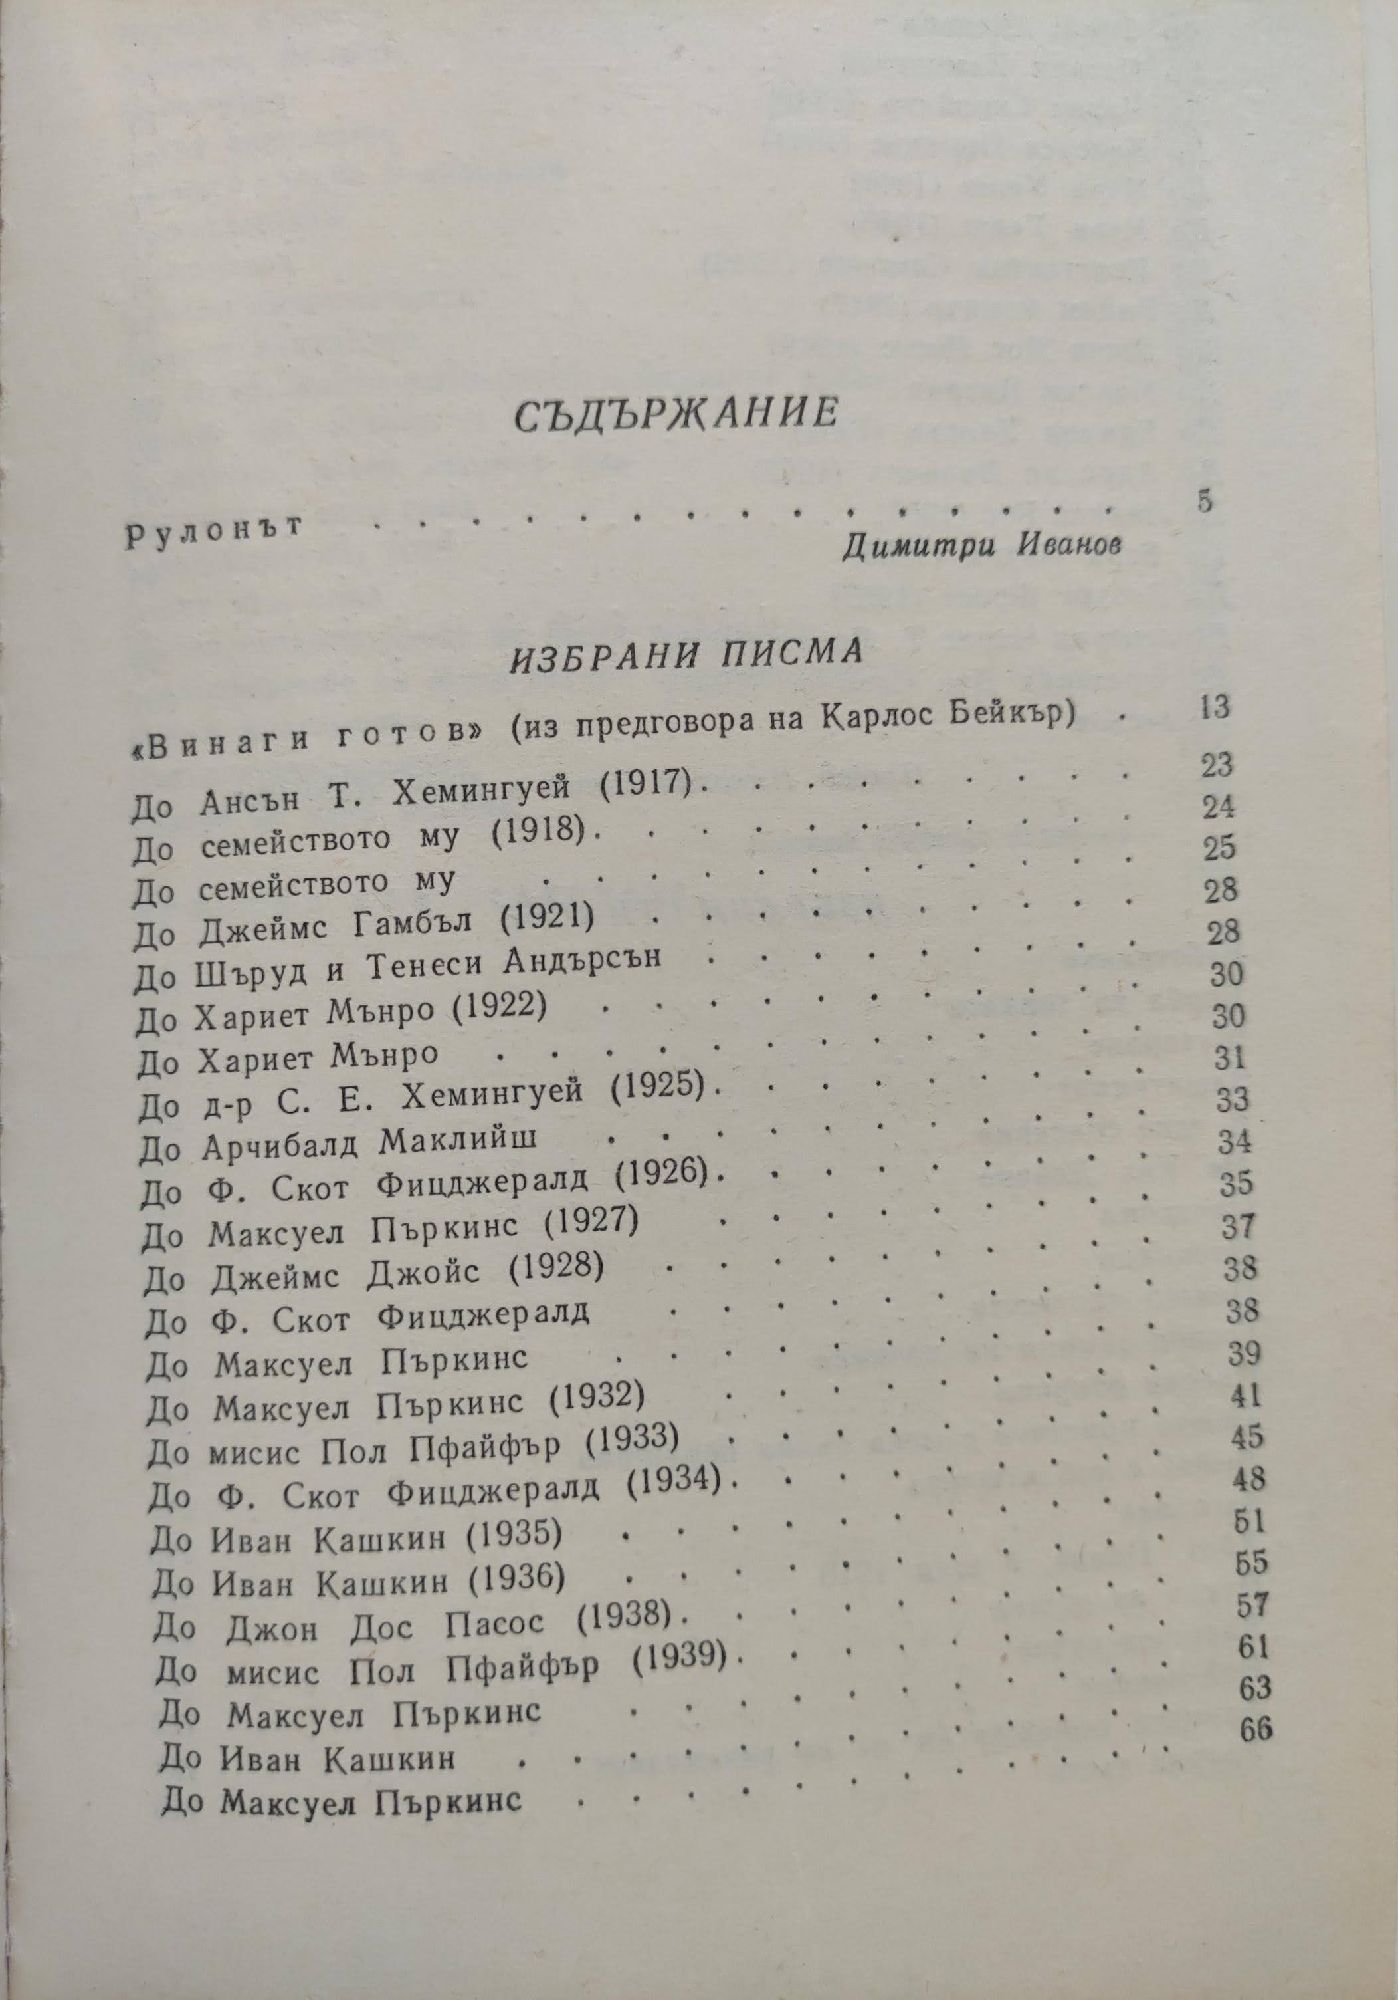 СЪДЪРЖАНИЕ
Рулонът . . . . . . . . . . . . . . . 5
Димитри Иванов
ИЗБРАНИ ПИСМА
«Винаги готов» (из предговора на Карлос Бейкър) . 13
До Ансън Т. Хемингуей (1917). . . . . . . . . 23
До семейството му (1918). . . . . . . . . . . 24
До семейството му . . . . . . . . . . . . 25
До Джеймс Гамбъл (1921) . . . . . . . . . . 28
До Шъруд и Тенеси Андърсън . . . . . . . . . 28
До Хариет Мънро (1922) . . . . . . . . . . . 30
До Хариет Мънро . . . . . . . . . . . . . 30
До д-р С. Е. Хемингуей (1925). . . . . . . . . 31
До Арчибалд Маклийш . . . . . . . . . . . 33
До Ф. Скот Фицджералд (1926). . . . . . . . . 34
До Максуел Пъркинс (1927) . . . . . . . . . 35
До Джеймс Джойс (1928) . . . . . . . . . . 37
До Ф. Скот Фицджералд . . . . . . . . . . 38
До Максуел Пъркинс . . . . . . . . . . . 38
До Максуел Пъркинс (1932) . . . . . . . . . 39
До мисис Пол Пфайфър (1933) . . . . . . . . . 41
До Ф. Скот Фицджералд (1934). . . . . . . . . 45
До Иван Кашкин (1935) . . . . . . . . . . . 48
До Иван Кашкин (1936) . . . . . . . . . . . 51
До Джон Дос Пасос (1938). . . . . . . . . . 55
До мисис Пол Пфайфър (1939). . . . . . . . . 57
До Максуел Пъркинс . . . . . . . . . . . 61
До Иван Кашкин . . . . . . . . . . . . . 63
До Максуел Пъркинс . . . . . . . . . . . . 66